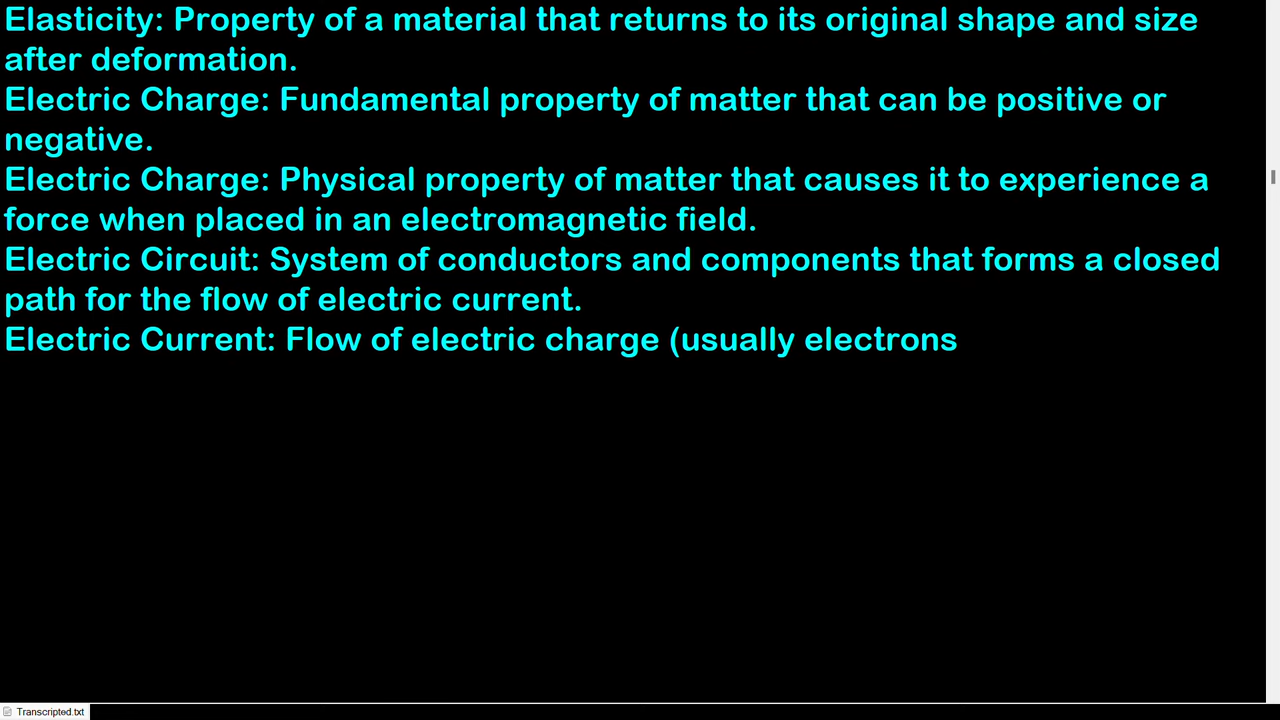 Elasticity: Property of a material that returns to its original shape and size
after deformation.
Electric Charge: Fundamental property of matter that can be positive or
negative.
Electric Charge: Physical property of matter that causes it to experience a
force when placed in an electromagnetic field.
Electric Circuit: System of conductors and components that forms a closed
path for the flow of electric current.
Electric Current: Flow of electric charge (usually electrons
Transcripted.txt